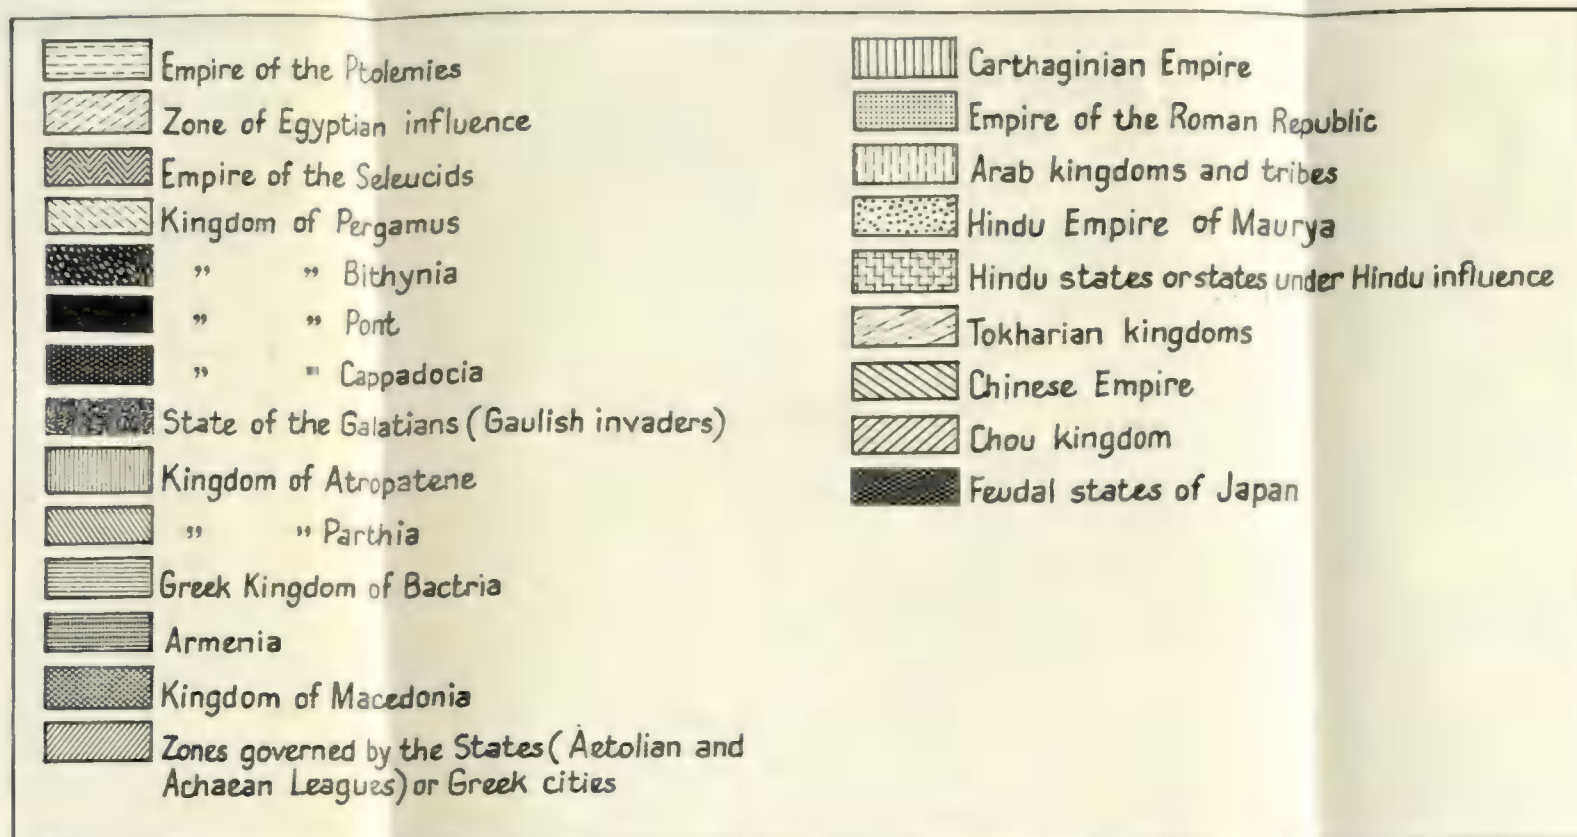 Empire of the Ptolemies
Zone of Egyptian influence
Empire of the Seleucids
Kingdom of Pergamus
" " Bithynia
" " Pont
" " Cappadocia
State of the Galatians (Gaulish invaders)
Kingdom of Atropatene
" " Parthia
Greek Kingdom of Bactria
Armenia
Kingdom of Macedonia
Zones governed by the States (Aetolian and
Achaean Leagues) or Greek cities
Carthaginian Empire
Empire of the Roman Republic
Arab kingdoms and tribes
Hindu Empire of Maurya
Hindu states or states under Hindu influence
Tokharian kingdoms
Chinese Empire
Chou kingdom
Feudal states of Japan